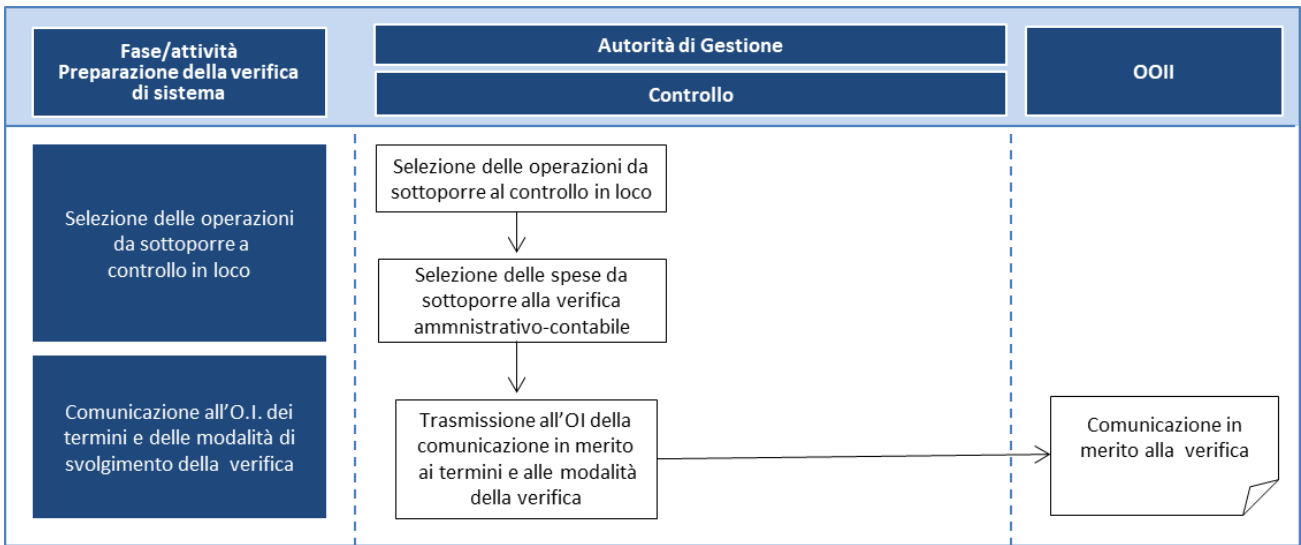 Fase/attività
Preparazione della verifica
di sistema
Autorità di Gestione
Controllo
OOII
Selezione delle operazioni
da sottoporre a
controllo in loco
Selezione delle operazioni da
sottoporre al controllo in loco
Selezione delle spese da
sottoporre alla verifica
ammnistrativo-contabile
Comunicazione all'O.I. dei
termini e delle modalità di
svolgimento della verifica
Trasmissione all'OI della
comunicazione in merito
ai termini e alle modalità
della verifica
Comunicazione in
merito alla verifica